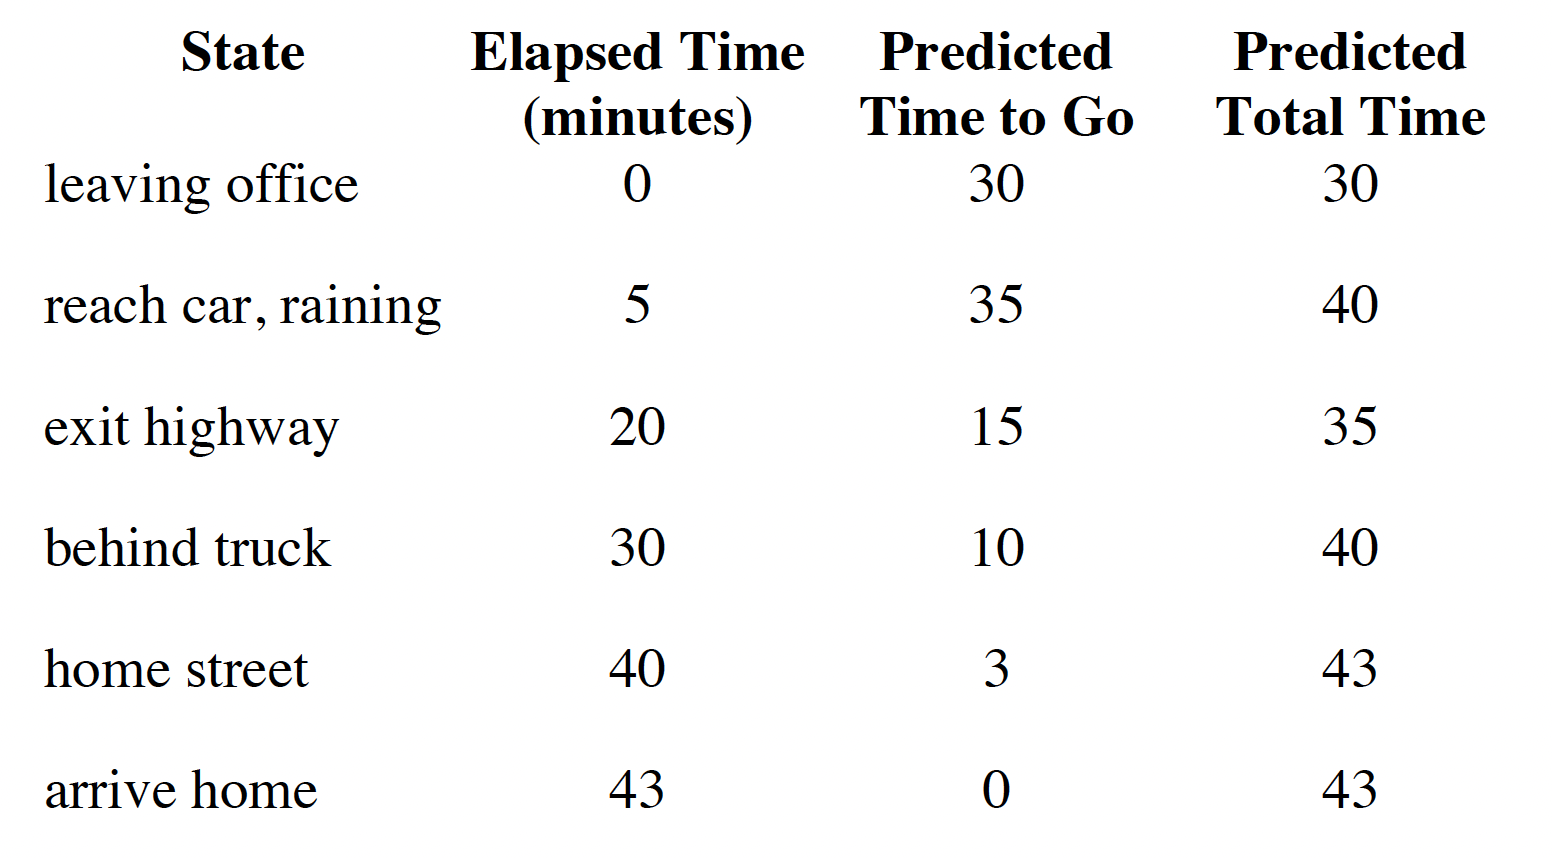 State Elapsed Time Predicted Predicted
(minutes) Time to Go Total Time
leaving office 0 30 30
reach car, raining 5 35 40
exit highway 20 15 35
behind truck 30 10 40
home street 40 3 43
arrive home 43 0 43